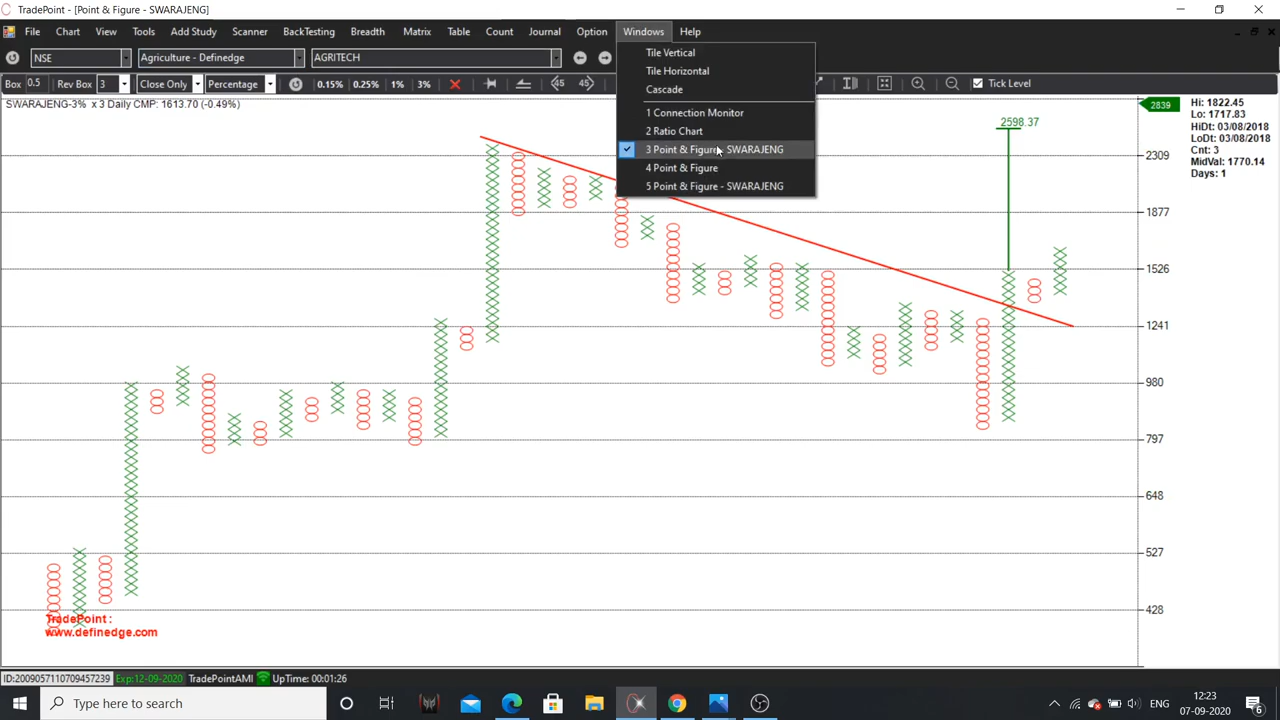 TradePoint - [Point & Figure - SWARAJENG]
File Chart View Tools Add Study Scanner BackTesting Breadth Matrix Table Count Journal Option Windows Help
NSE Agriculture - Definedge AGRITECH
Box 0.5 Rev Box 3 Close Only Percentage 0.15% 0.25% 1% 3% 45 45 Tick Level
Tile Vertical
Tile Horizontal
Cascade
1 Connection Monitor
2 Ratio Chart
3 Point & Figure - SWARAJENG
4 Point & Figure
5 Point & Figure - SWARAJENG
SWARAJENG-3% x 3 Daily CMP: 1613.70 (-0.49%)
2598.37
2839
2309
1877
1526
1241
980
797
648
527
428
Hi: 1822.45
Lo: 1717.83
HiDt: 03/08/2018
LoDt: 03/08/2018
Cnt: 3
MidVal: 1770.14
Days: 1
TradePoint :
www.definedge.com
ID:2009057110709457239 Exp:12-09-2020 TradePointAMI UpTime: 00:01:26
Type here to search
ENG
12:23
07-09-2020
6